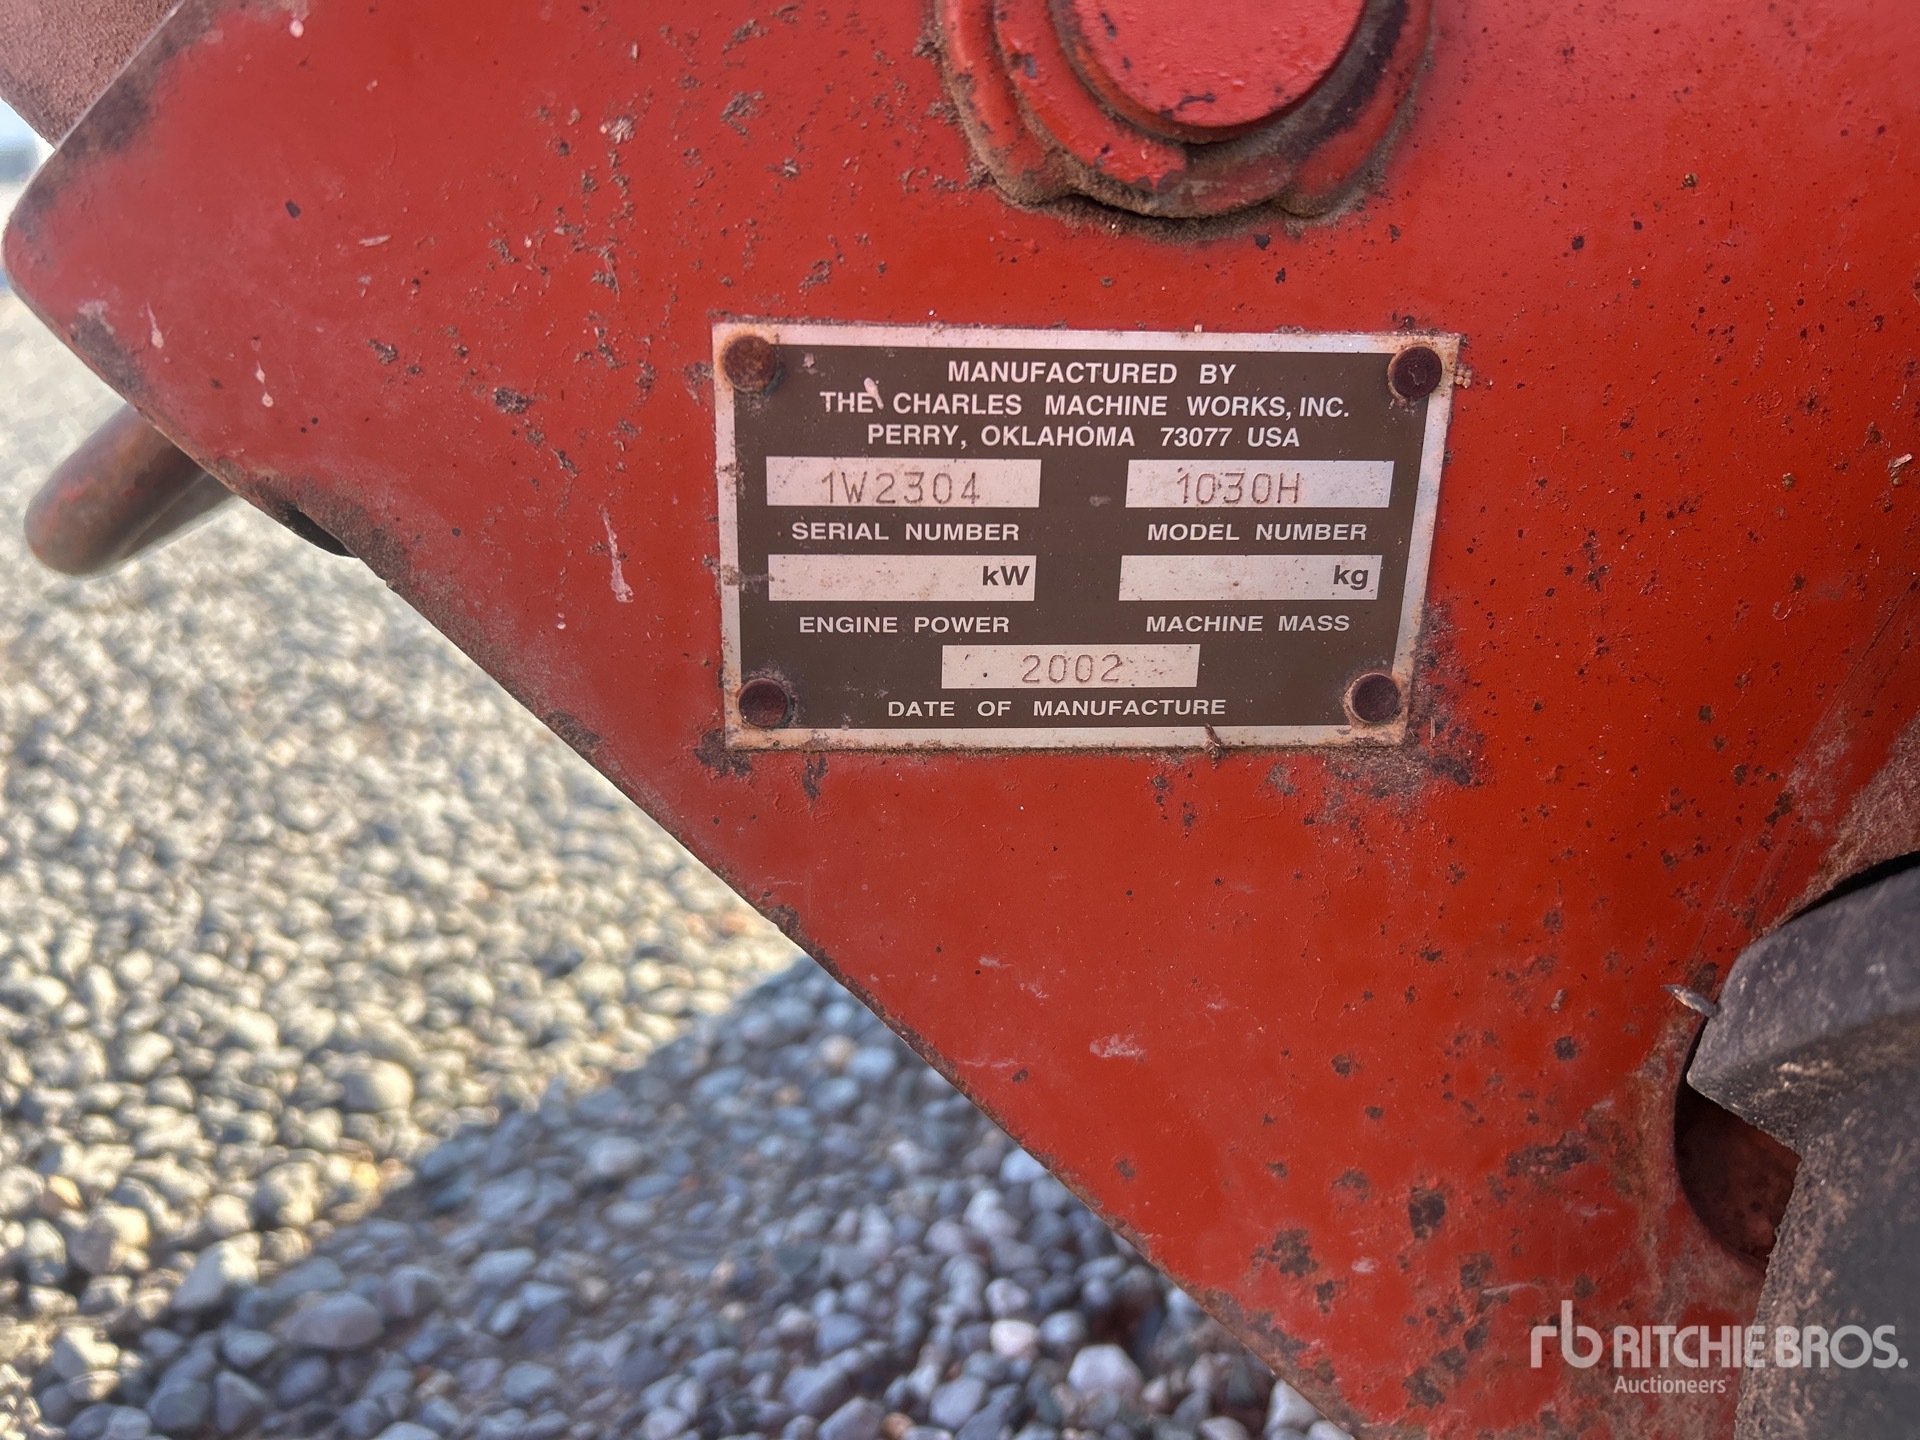 MANUFACTURED BY
THE CHARLES MACHINE WORKS, INC.
PERRY, OKLAHOMA 73077 USA
1W2304 1030H
SERIAL NUMBER MODEL NUMBER
kW kg
ENGINE POWER MACHINE MASS
2002
DATE OF MANUFACTURE
rb RITCHIE BROS.
Auctioneers